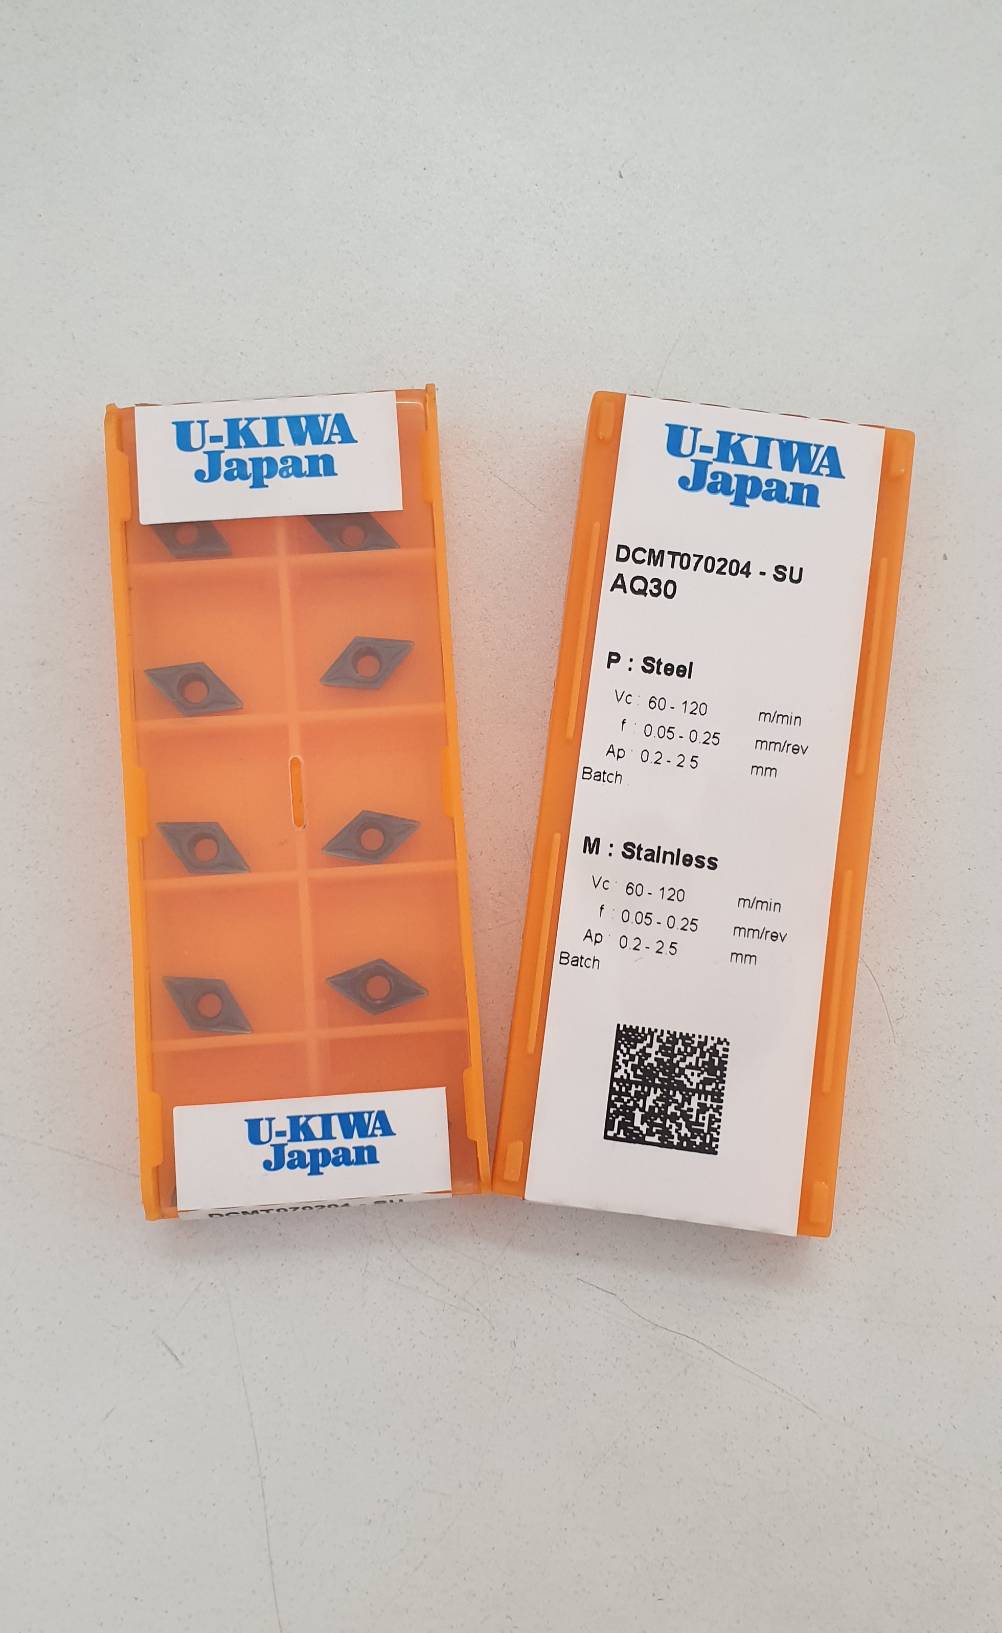 U-KIWA
Japan
U-KIWA
Japan
DCMT070204 - SU
U-KIWA
Japan
DCMT070204 - SU
AQ30
P : Steel
Vc : 60 - 120 m/min
f : 0.05 - 0.25 mm/rev
Ap : 0.2 - 2.5 mm
Batch
M : Stainless
Vc : 60 - 120 m/min
f : 0.05 - 0.25 mm/rev
Ap : 0.2 - 2.5 mm
Batch